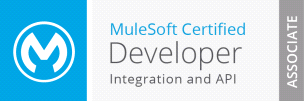 MuleSoft Certified
Developer
Integration and API
ASSOCIATE